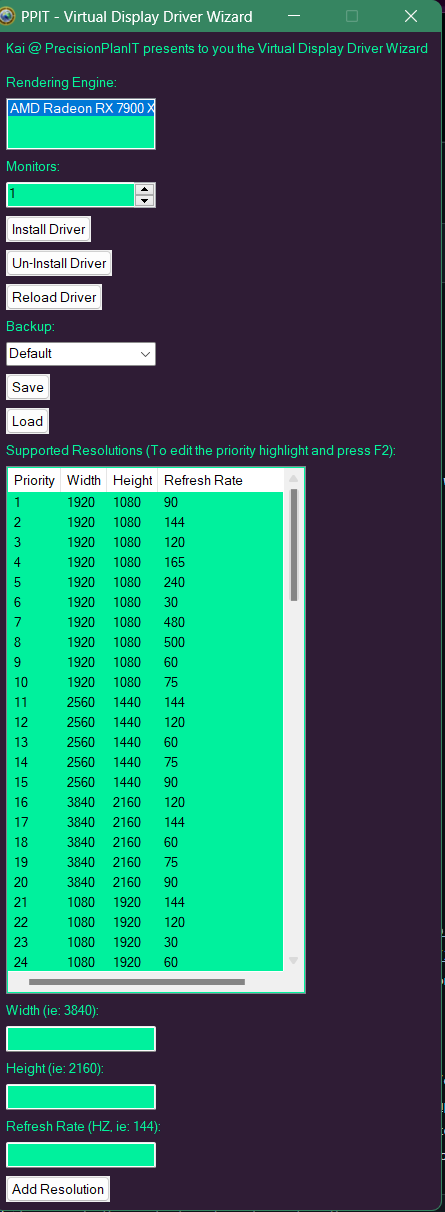 PPIT - Virtual Display Driver Wizard
Kai @ PrecisionPlanIT presents to you the Virtual Display Driver Wizard
Rendering Engine:
AMD Radeon RX 7900 X
Monitors:
1
Install Driver
Un-Install Driver
Reload Driver
Backup:
Default
Save
Load
Supported Resolutions (To edit the priority highlight and press F2):
Priority Width Height Refresh Rate
1 1920 1080 90
2 1920 1080 144
3 1920 1080 120
4 1920 1080 165
5 1920 1080 240
6 1920 1080 30
7 1920 1080 480
8 1920 1080 500
9 1920 1080 60
10 1920 1080 75
11 2560 1440 144
12 2560 1440 120
13 2560 1440 60
14 2560 1440 75
15 2560 1440 90
16 3840 2160 120
17 3840 2160 144
18 3840 2160 60
19 3840 2160 75
20 3840 2160 90
21 1080 1920 144
22 1080 1920 120
23 1080 1920 30
24 1080 1920 60
Width (ie: 3840):
Height (ie: 2160):
Refresh Rate (HZ, ie: 144):
Add Resolution